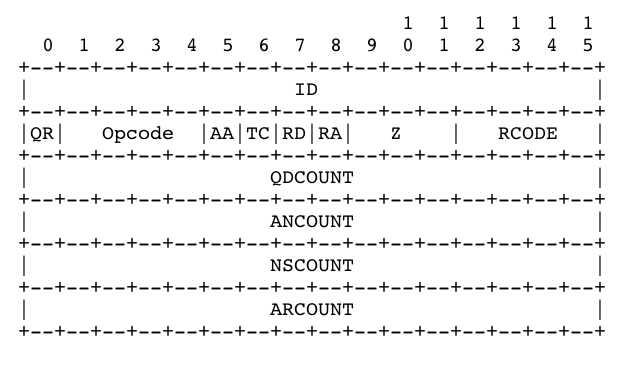 1  1  1  1  1  1
  0  1  2  3  4  5  6  7  8  9  0  1  2  3  4  5
+--+--+--+--+--+--+--+--+--+--+--+--+--+--+--+--+
|                      ID                       |
+--+--+--+--+--+--+--+--+--+--+--+--+--+--+--+--+
|QR|   Opcode  |AA|TC|RD|RA|   Z    |   RCODE   |
+--+--+--+--+--+--+--+--+--+--+--+--+--+--+--+--+
|                    QDCOUNT                    |
+--+--+--+--+--+--+--+--+--+--+--+--+--+--+--+--+
|                    ANCOUNT                    |
+--+--+--+--+--+--+--+--+--+--+--+--+--+--+--+--+
|                    NSCOUNT                    |
+--+--+--+--+--+--+--+--+--+--+--+--+--+--+--+--+
|                    ARCOUNT                    |
+--+--+--+--+--+--+--+--+--+--+--+--+--+--+--+--+